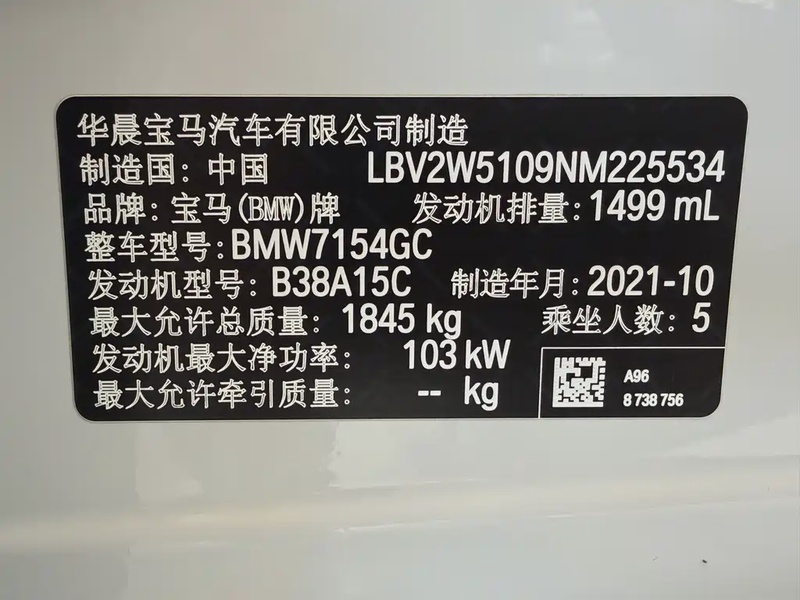 华晨宝马汽车有限公司制造
制造国：中国 LBV2W5109NM225534
品牌：宝马(BMW)牌 发动机排量：1499 mL
整车型号：BMW7154GC
发动机型号：B38A15C 制造年月：2021-10
最大允许总质量：1845 kg 乘坐人数：5
发动机最大净功率：103 kW
最大允许牵引质量：-- kg
A96
8 738 756